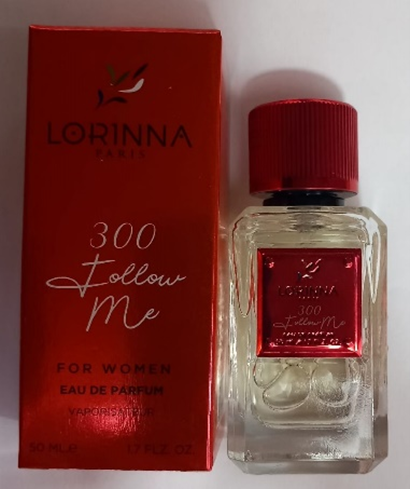 LORINNA
PARIS
300
Follow
Me
FOR WOMEN
EAU DE PARFUM
VAPORISATEUR
50 ML.e 1.7 FL.E. OZ.
LORINNA
300
Follow Me